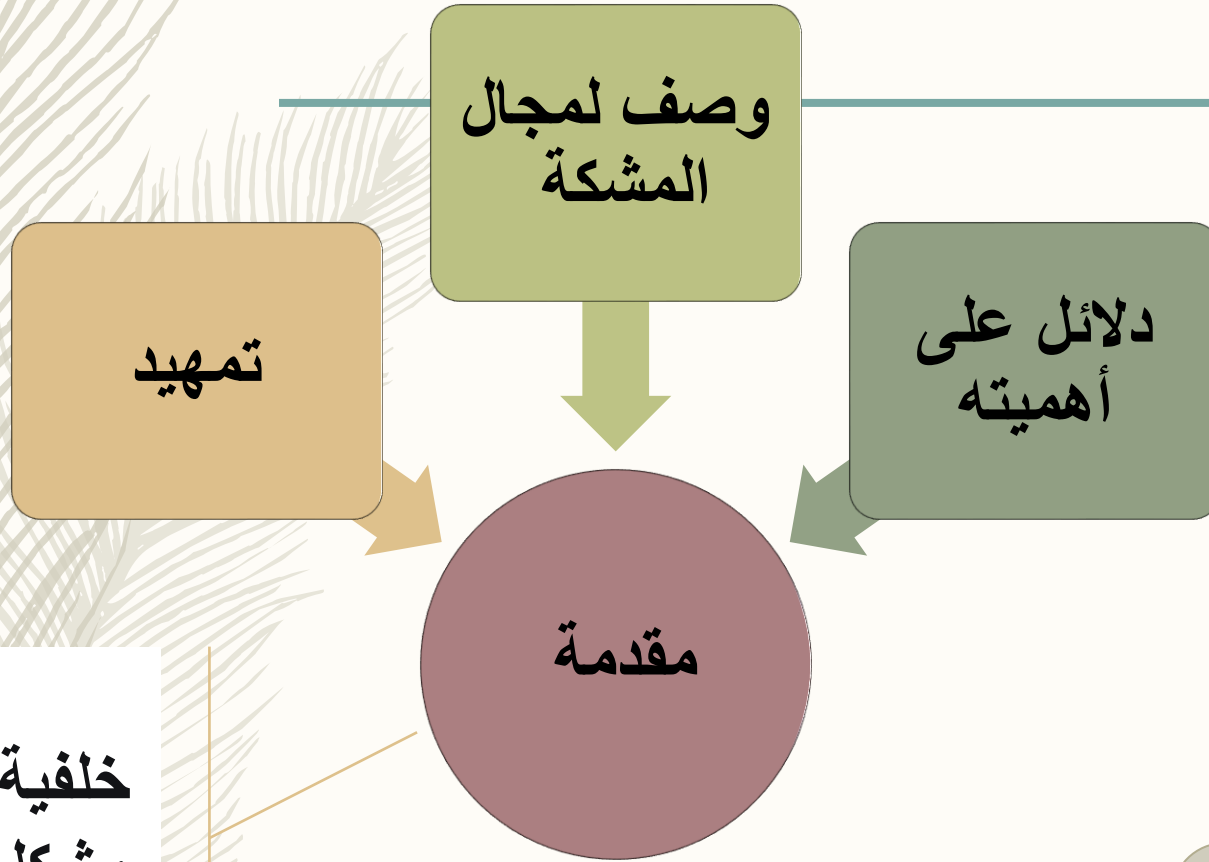 وصف لمجال
المشكة
دلائل على
أهميته
تمهيد
مقدمة
خلفية